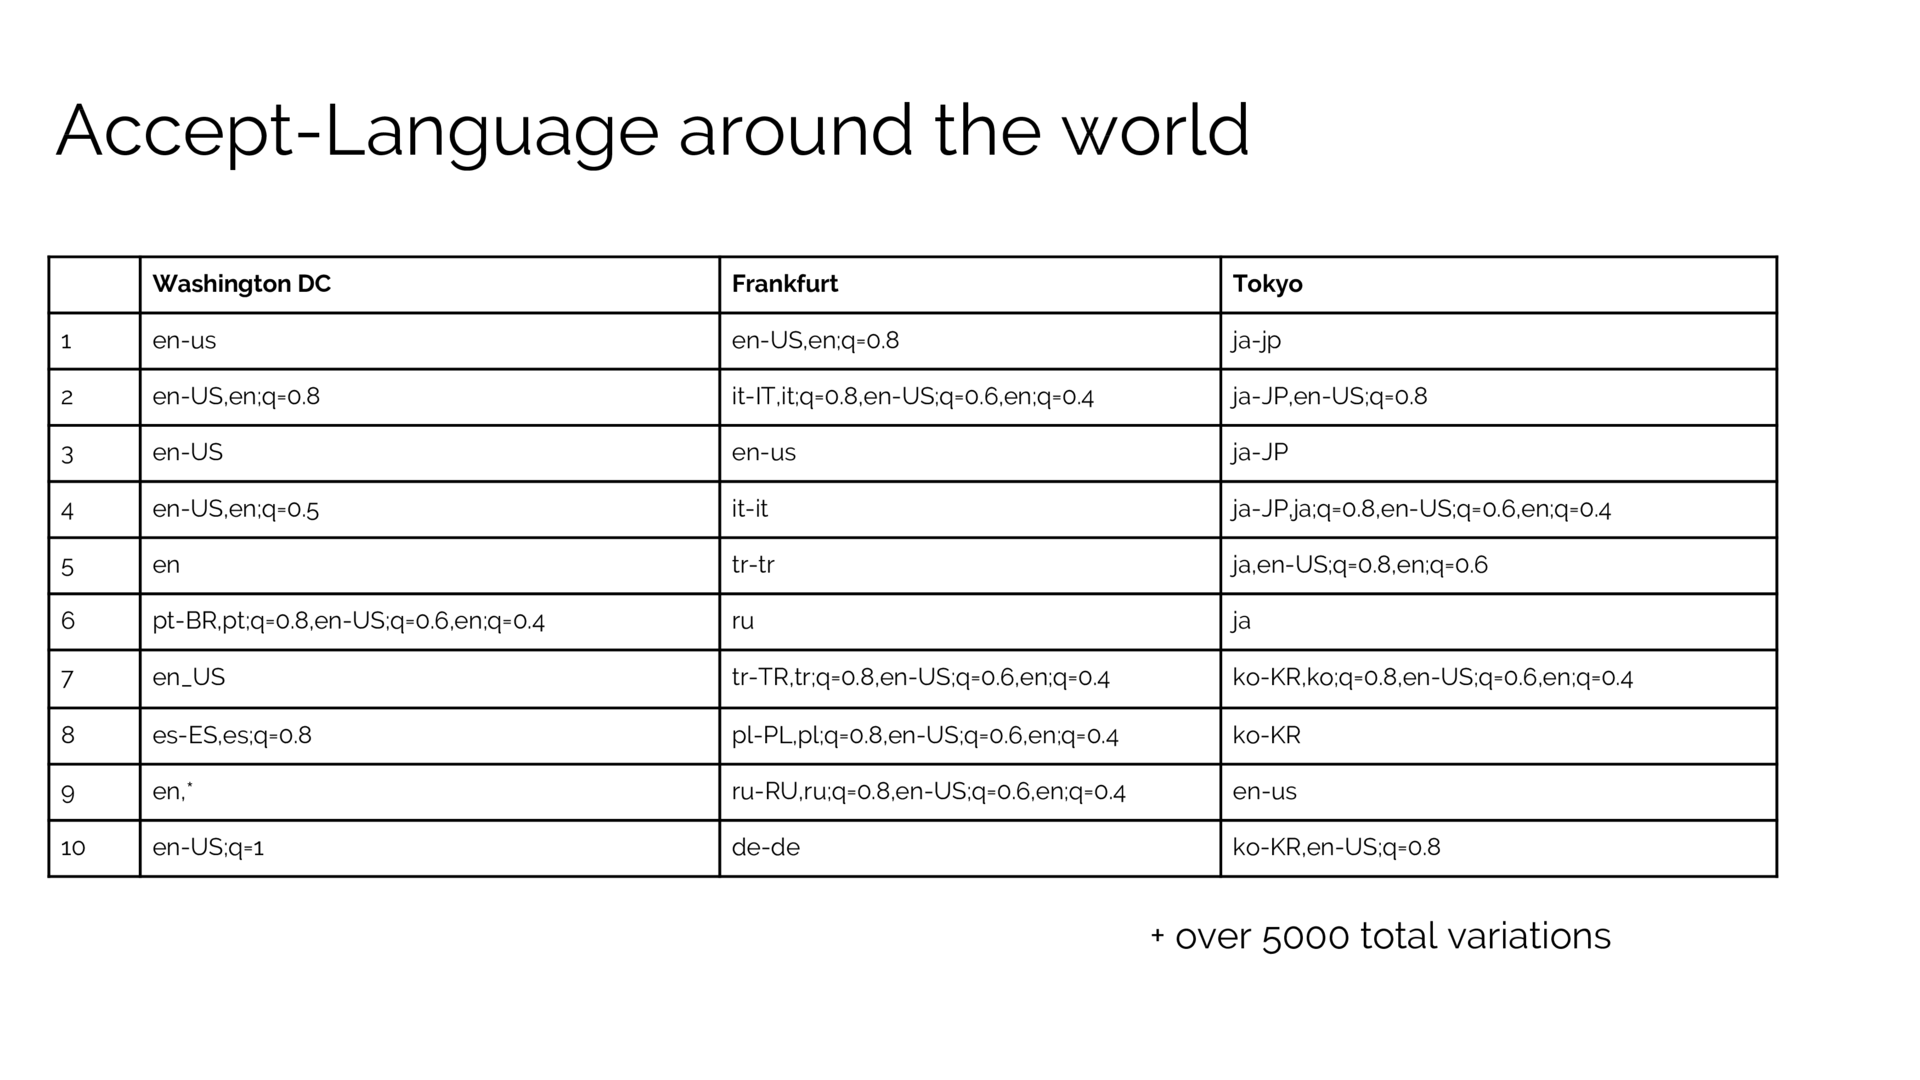 Accept-Language around the world
Washington DC Frankfurt Tokyo
1 en-us en-US,en;q=0.8 ja-jp
2 en-US,en;q=0.8 it-IT,it;q=0.8,en-US;q=0.6,en;q=0.4 ja-JP,en-US;q=0.8
3 en-US en-us ja-JP
4 en-US,en;q=0.5 it-it ja-JP,ja;q=0.8,en-US;q=0.6,en;q=0.4
5 en tr-tr ja,en-US;q=0.8,en;q=0.6
6 pt-BR,pt;q=0.8,en-US;q=0.6,en;q=0.4 ru ja
7 en_US tr-TR,tr;q=0.8,en-US;q=0.6,en;q=0.4 ko-KR,ko;q=0.8,en-US;q=0.6,en;q=0.4
8 es-ES,es;q=0.8 pl-PL,pl;q=0.8,en-US;q=0.6,en;q=0.4 ko-KR
9 en,* ru-RU,ru;q=0.8,en-US;q=0.6,en;q=0.4 en-us
10 en-US;q=1 de-de ko-KR,en-US;q=0.8
+ over 5000 total variations